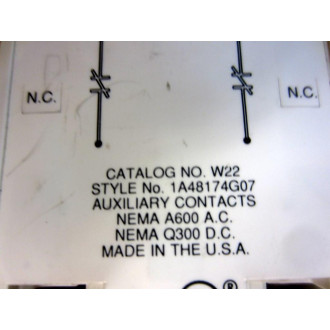 N.C.
N.C.
CATALOG NO. W22
STYLE No. 1A48174G07
AUXILIARY CONTACTS
NEMA A600 A.C.
NEMA Q300 D.C.
MADE IN THE U.S.A.
®